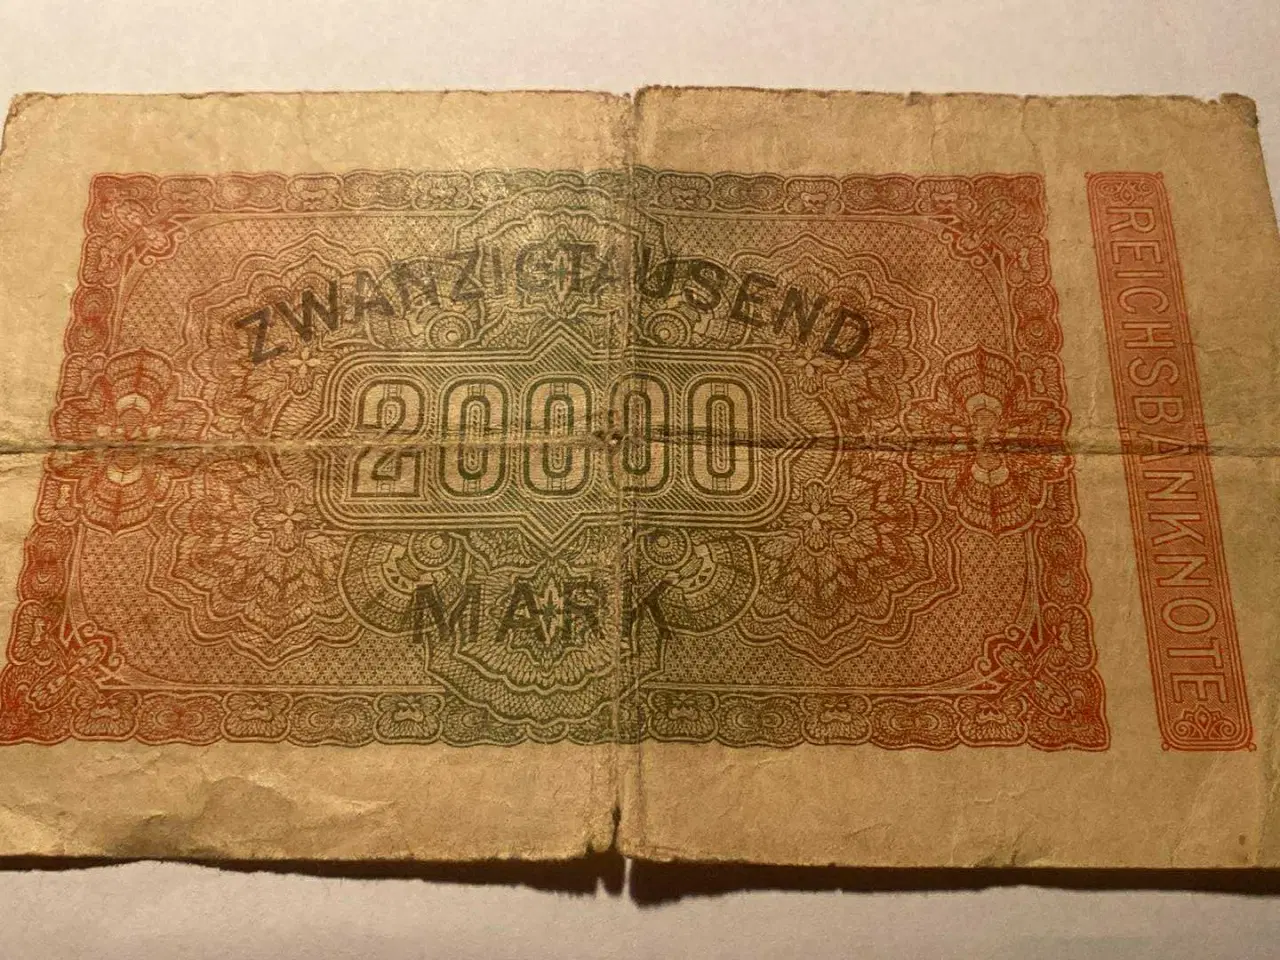 ZWANZIGTAUSEND
20000
MARK
REICHSBANKNOTE